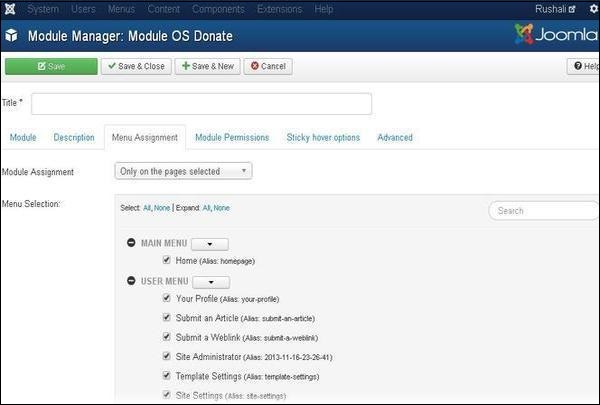 System Users Menus Content Components Extensions Help Rushali
Module Manager: Module OS Donate Joomla
Save Save & Close Save & New Cancel Help
Title *
Module Description Menu Assignment Module Permissions Sticky hover options Advanced
Module Assignment Only on the pages selected
Menu Selection: Select: All, None | Expand: All, None Search
MAIN MENU
Home (Alias: homepage)
USER MENU
Your Profile (Alias: your-profile)
Submit an Article (Alias: submit-an-article)
Submit a Weblink (Alias: submit-a-weblink)
Site Administrator (Alias: 2013-11-16-23-26-41)
Template Settings (Alias: template-settings)
Site Settings (Alias: site-settings)